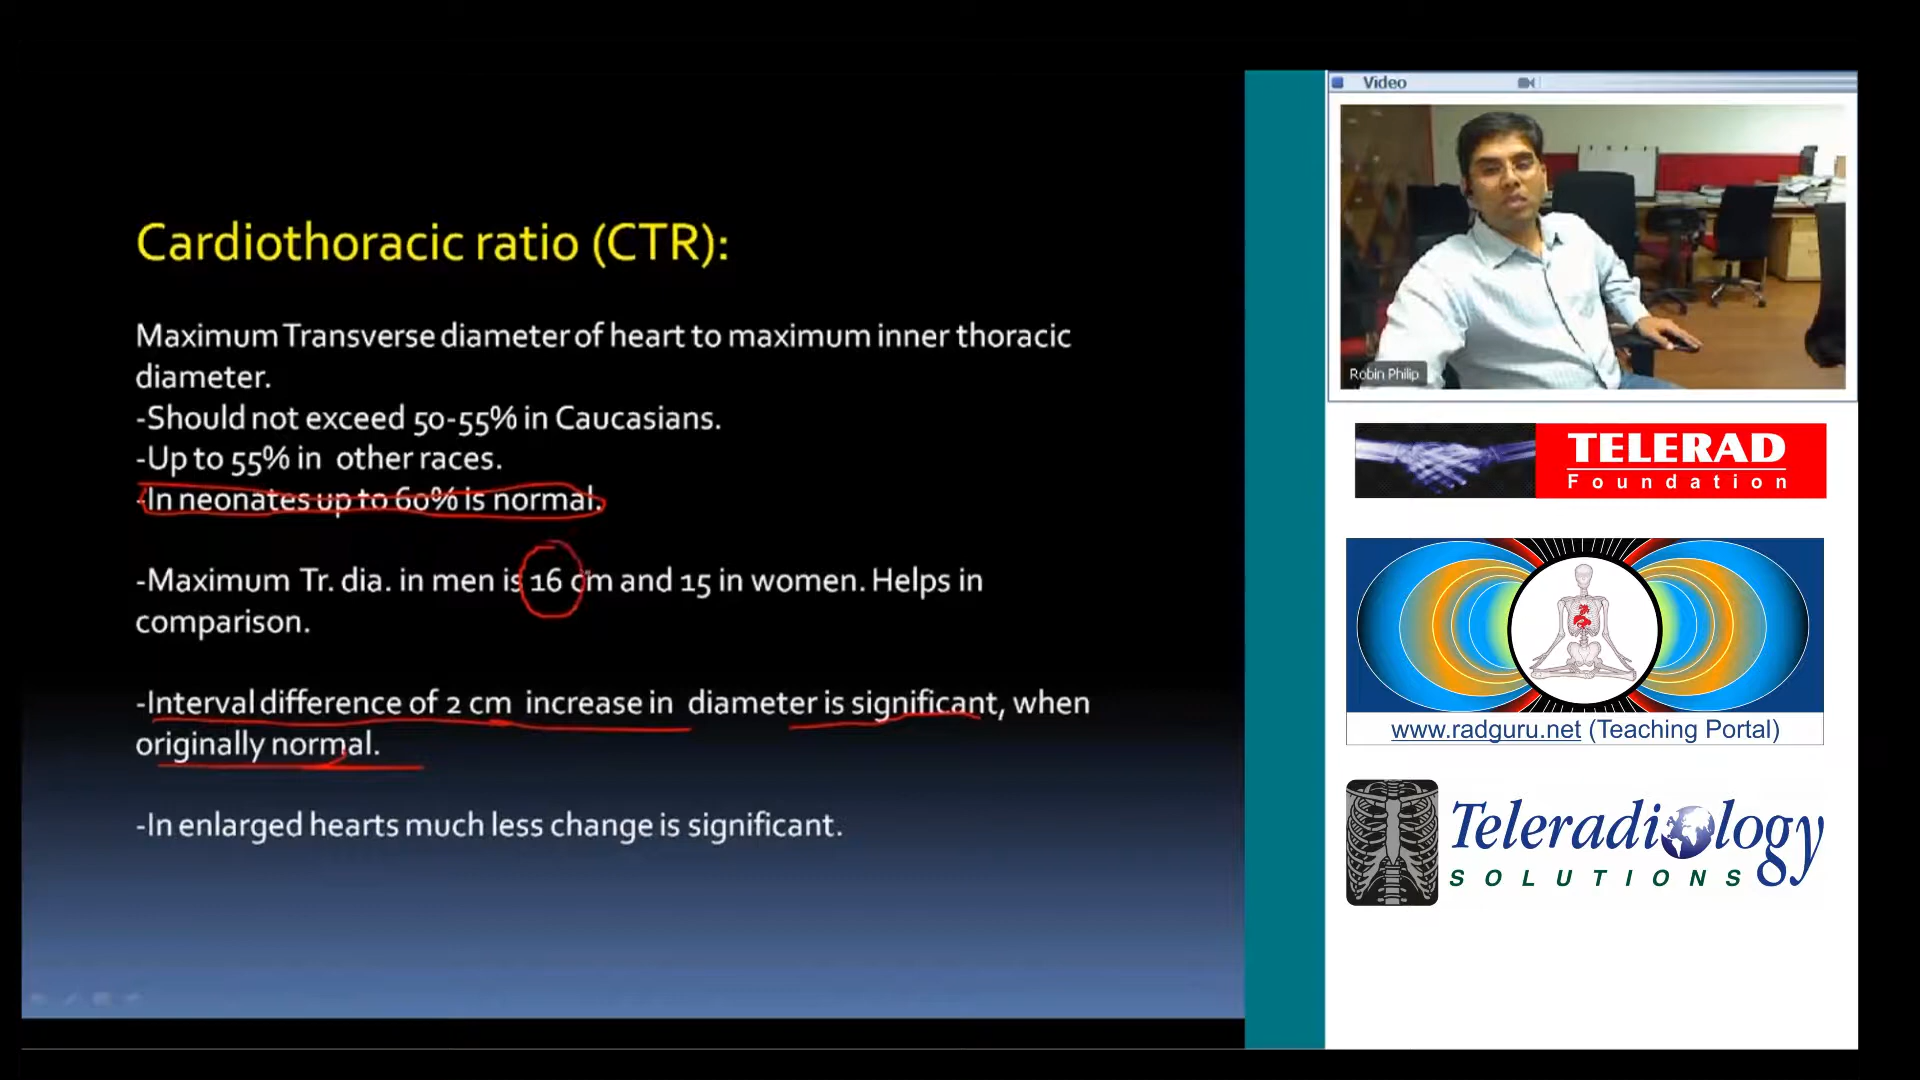 Cardiothoracic ratio (CTR):
Maximum Transverse diameter of heart to maximum inner thoracic
diameter.
-Should not exceed 50-55% in Caucasians.
-Up to 55% in other races.
-In neonates up to 60% is normal.
-Maximum Tr. dia. in men is 16 cm and 15 in women. Helps in
comparison.
-Interval difference of 2 cm increase in diameter is significant, when
originally normal.
-In enlarged hearts much less change is significant.
Video
Robin Philip
TELERAD
Foundation
www.radguru.net (Teaching Portal)
Teleradiology
SOLUTIONS